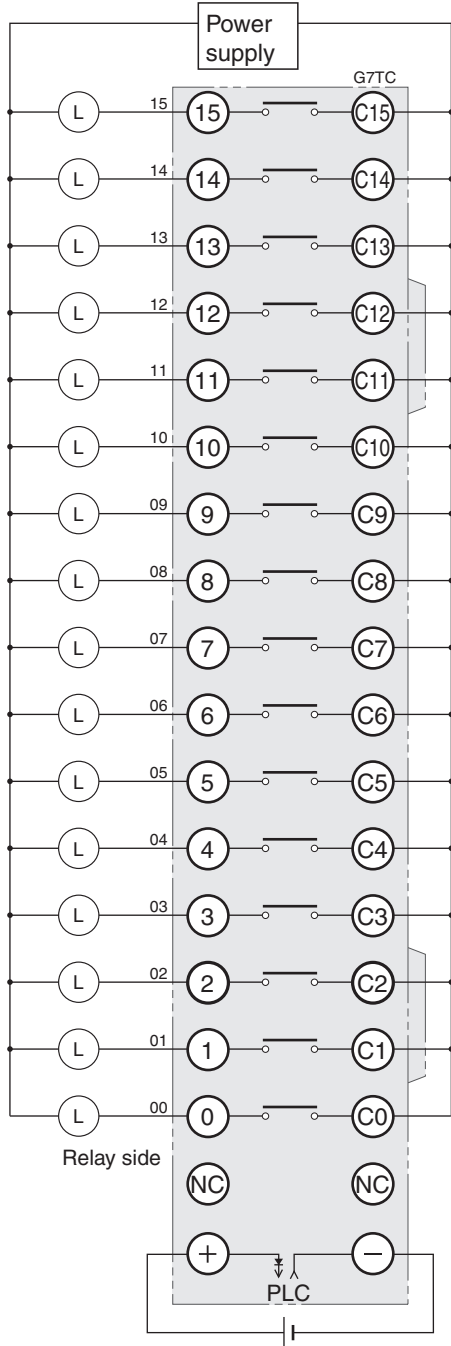 Power
supply
G7TC
L 15 15 C15
L 14 14 C14
L 13 13 C13
L 12 12 C12
L 11 11 C11
L 10 10 C10
L 09 9 C9
L 08 8 C8
L 07 7 C7
L 06 6 C6
L 05 5 C5
L 04 4 C4
L 03 3 C3
L 02 2 C2
L 01 1 C1
L 00 0 C0
Relay side
NC NC
+ −
PLC